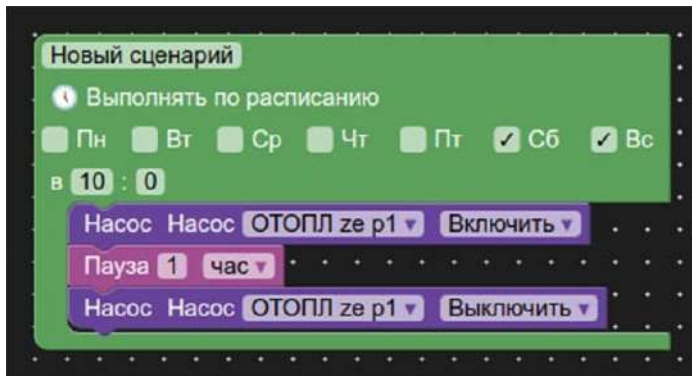 Новый сценарий
Выполнять по расписанию
Пн Вт Ср Чт Пт Сб Вс
в 10 : 0
Насос Насос ОТОПЛ ze p1 Включить
Пауза 1 час
Насос Насос ОТОПЛ ze p1 Выключить